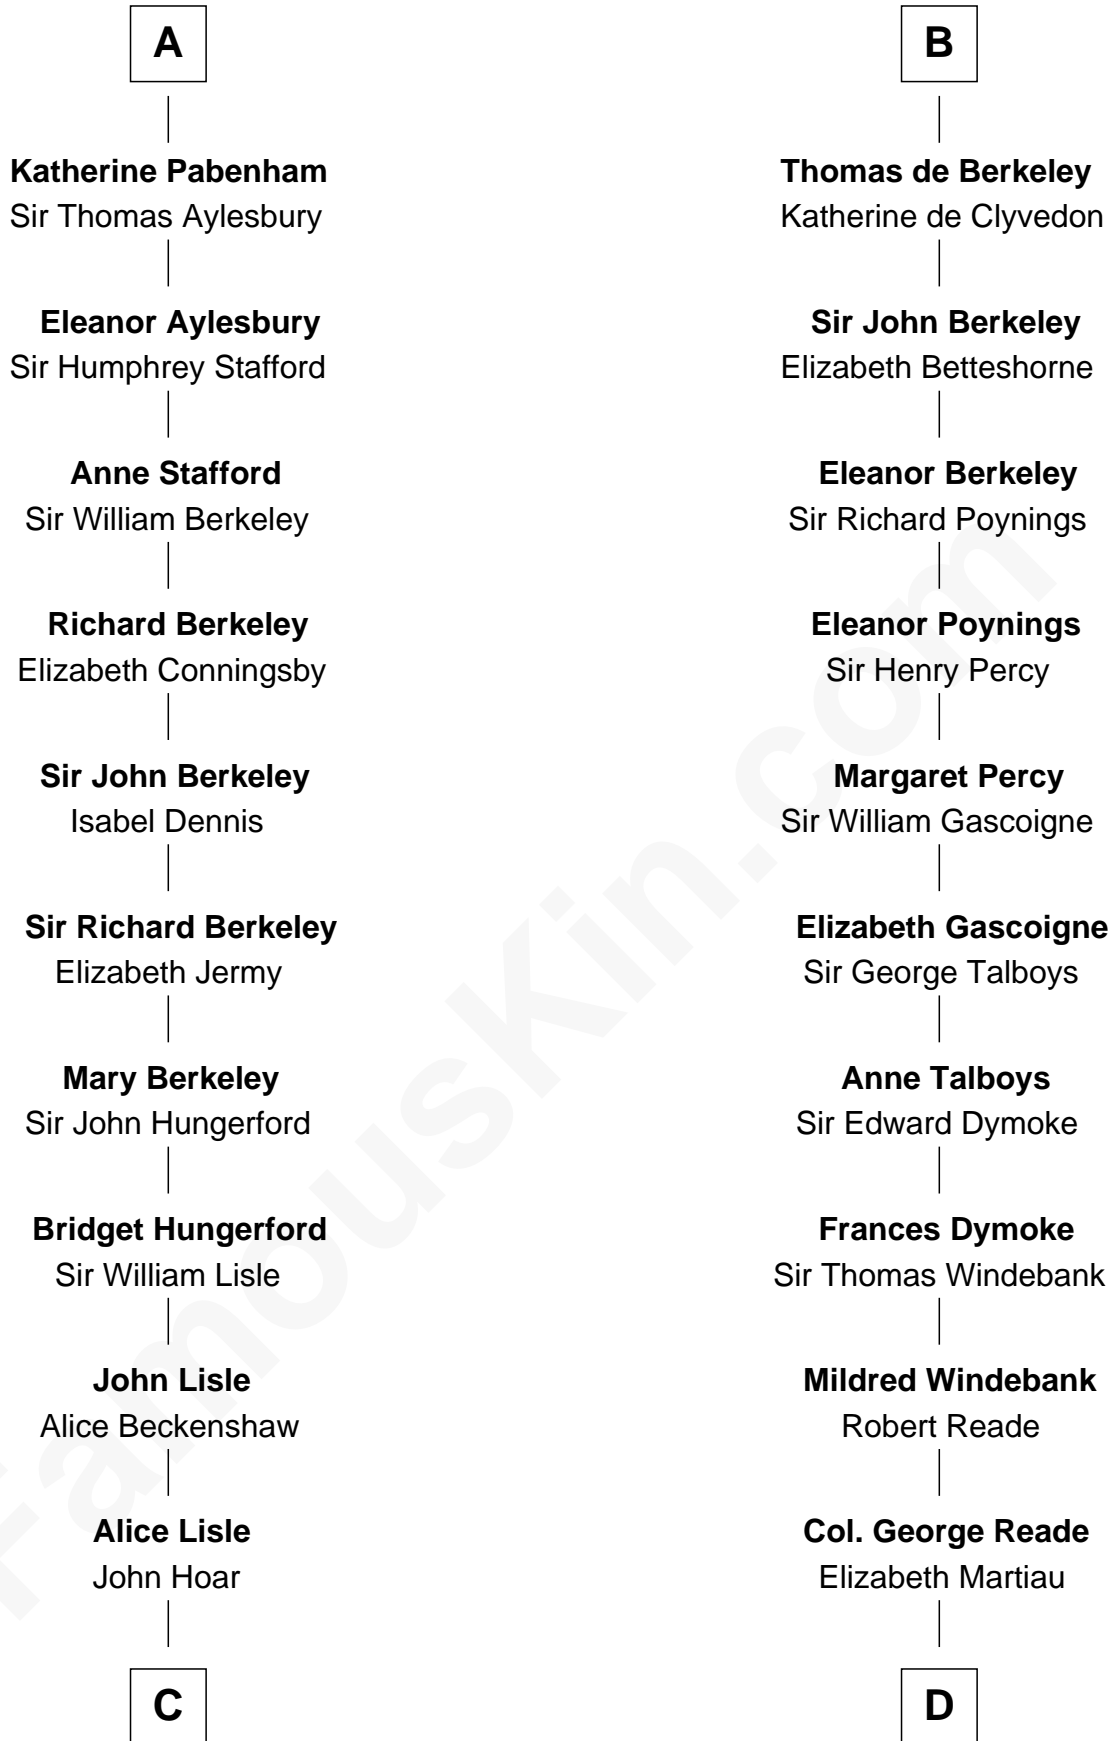 A
Katherine Pabenham
Sir Thomas Aylesbury
Eleanor Aylesbury
Sir Humphrey Stafford
Anne Stafford
Sir William Berkeley
Richard Berkeley
Elizabeth Conningsby
Sir John Berkeley
Isabel Dennis
Sir Richard Berkeley
Elizabeth Jermy
Mary Berkeley
Sir John Hungerford
Bridget Hungerford
Sir William Lisle
John Lisle
Alice Beckenshaw
Alice Lisle
John Hoar
C
B
Thomas de Berkeley
Katherine de Clyvedon
Sir John Berkeley
Elizabeth Betteshorne
Eleanor Berkeley
Sir Richard Poynings
Eleanor Poynings
Sir Henry Percy
Margaret Percy
Sir William Gascoigne
Elizabeth Gascoigne
Sir George Talboys
Anne Talboys
Sir Edward Dymoke
Frances Dymoke
Sir Thomas Windebank
Mildred Windebank
Robert Reade
Col. George Reade
Elizabeth Martiau
D
FamousKin.com